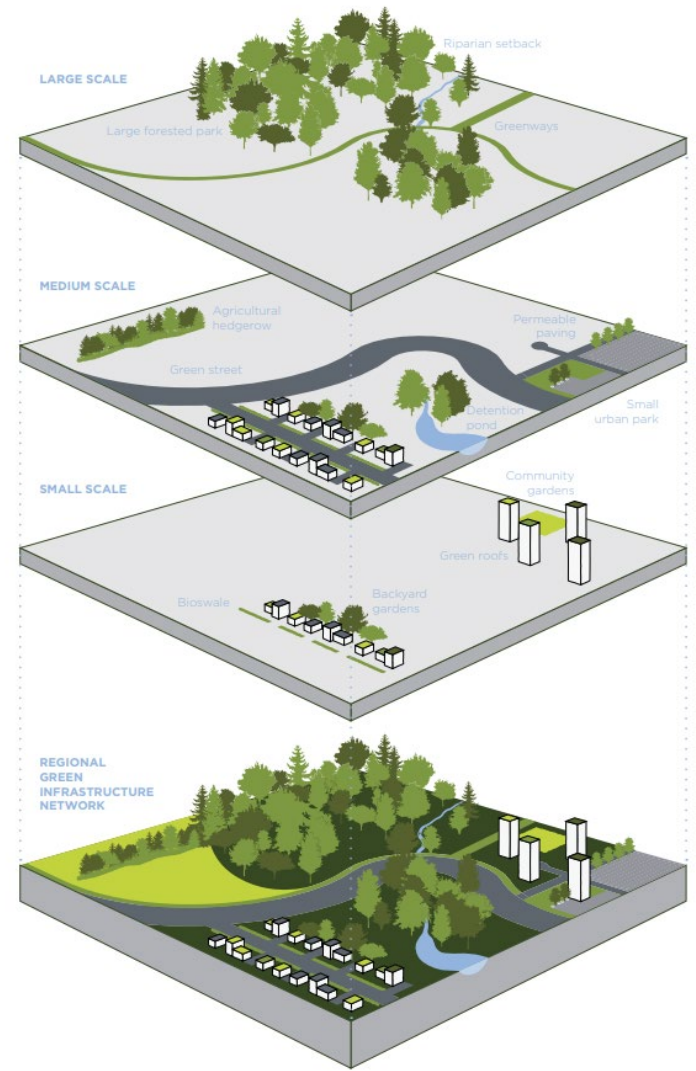 Riparian setback
LARGE SCALE
Large forested park
Greenways
MEDIUM SCALE
Agricultural
hedgerow
Permeable
paving
Green street
Detention
pond
Small
urban park
SMALL SCALE
Community
gardens
Green roofs
Bioswale
Backyard
gardens
REGIONAL
GREEN
INFRASTRUCTURE
NETWORK